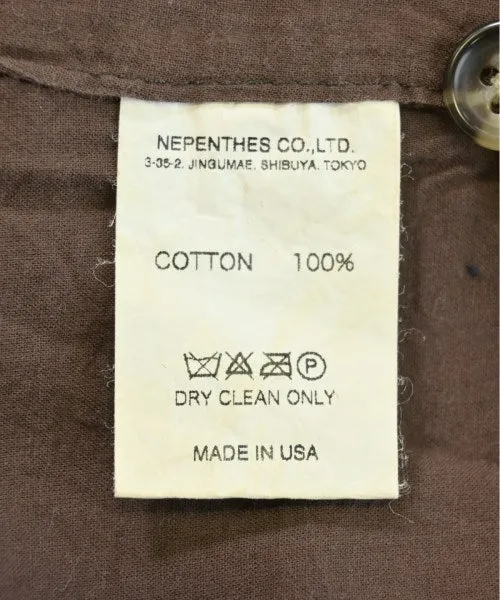 NEPENTHES CO.,LTD.
3-35-2, JINGUMAE, SHIBUYA, TOKYO
COTTON 100%
P
DRY CLEAN ONLY
MADE IN USA